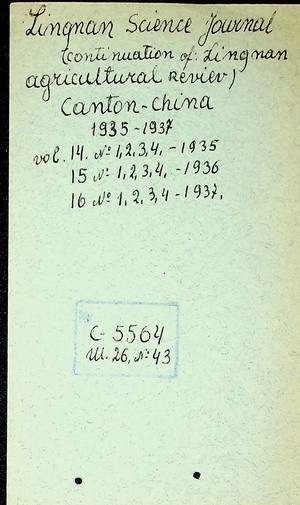 Lingnan Science Journal
(continuation of: Lingnan
agricultural Review)
Canton-China
1935-1937
vol. 14. № 1, 2, 3, 4, - 1935
15 № 1, 2, 3, 4, - 1936
16 № 1, 2, 3, 4 - 1937,
C- 5564
Ш. 26, № 43